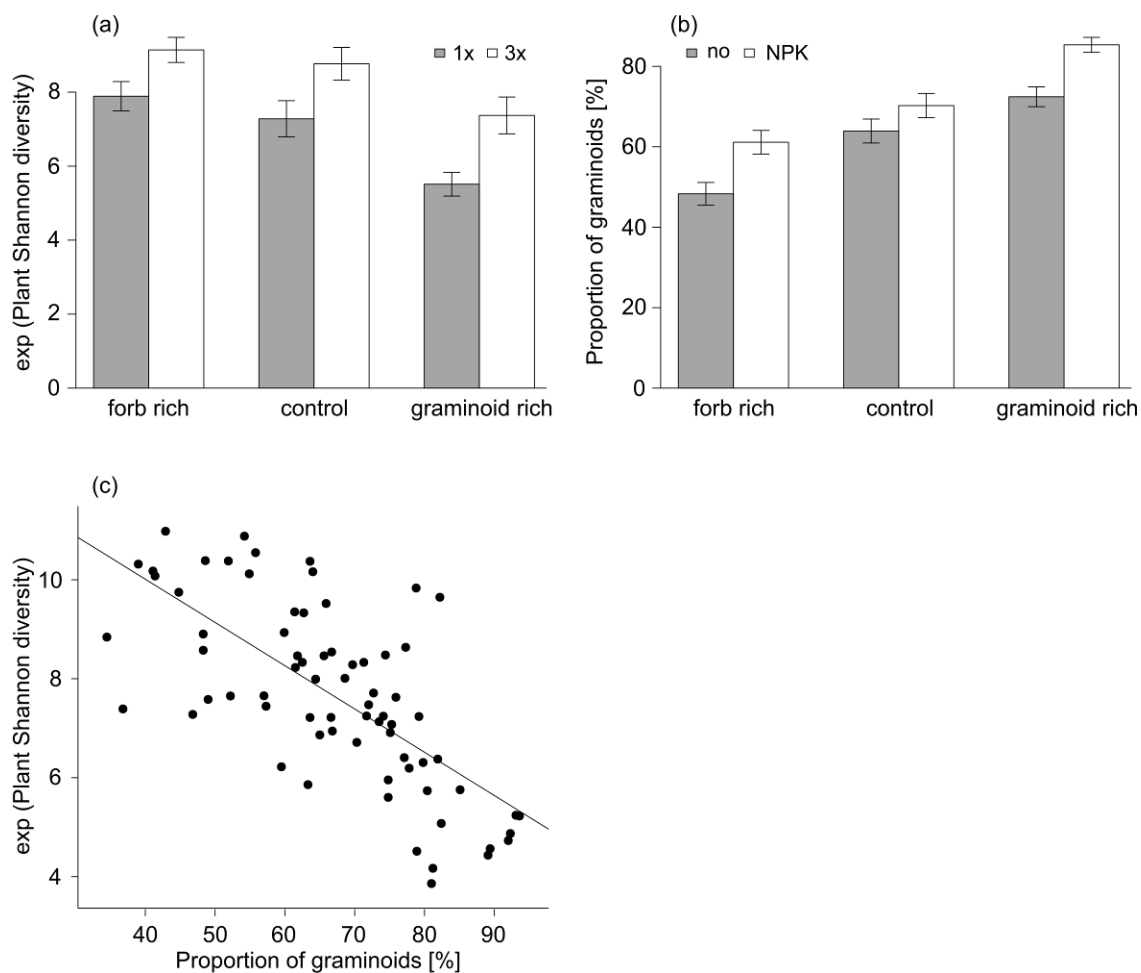 (a)
1x 3x
exp (Plant Shannon diversity)
8
6
4
2
0
forb rich control graminoid rich
(b)
no NPK
Proportion of graminoids [%]
80
60
40
20
0
forb rich control graminoid rich
(c)
exp (Plant Shannon diversity)
10
8
6
4
40 50 60 70 80 90
Proportion of graminoids [%]